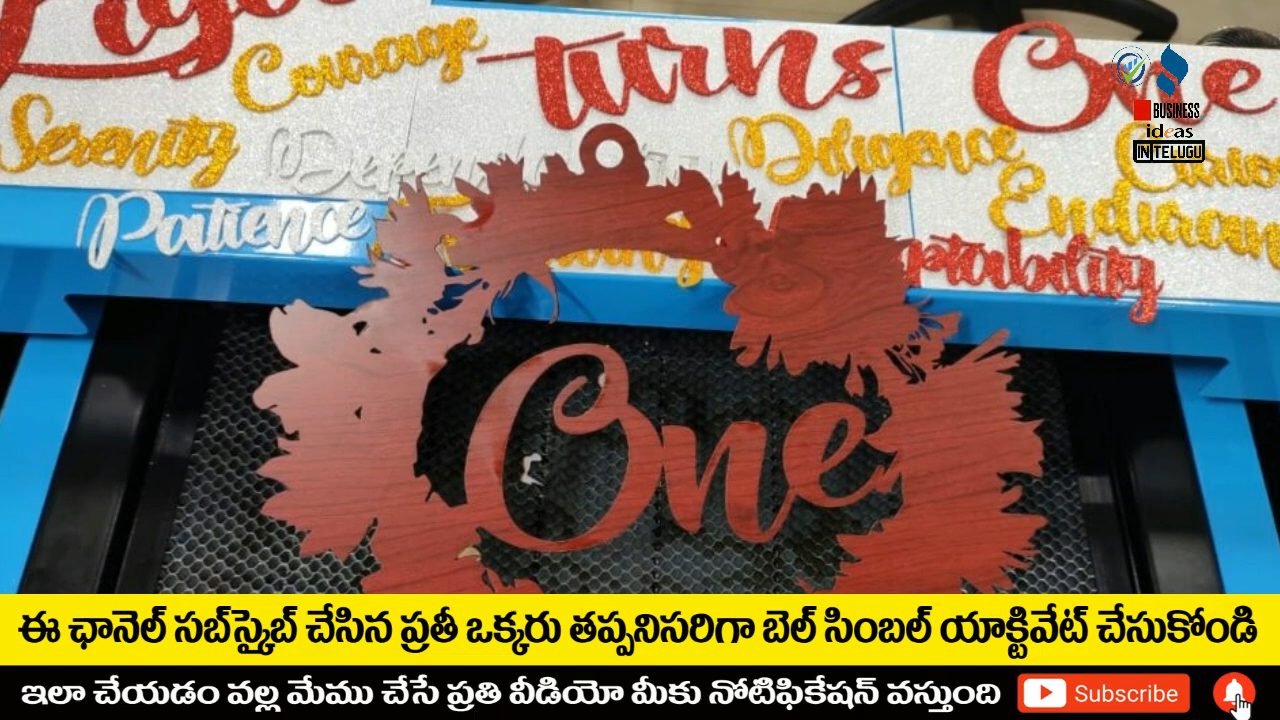 turns
One
Courage
Serenity
Diligence
Patience
One
BUSINESS
ideas
IN TELUGU
ఈ ఛానెల్ సబ్‌స్క్రైబ్ చేసిన ప్రతీ ఒక్కరు తప్పనిసరిగా బెల్ సింబల్ యాక్టివేట్ చేసుకోండి
ఇలా చేయడం వల్ల మేము చేసే ప్రతి వీడియో మీకు నోటిఫికేషన్ వస్తుంది
Subscribe